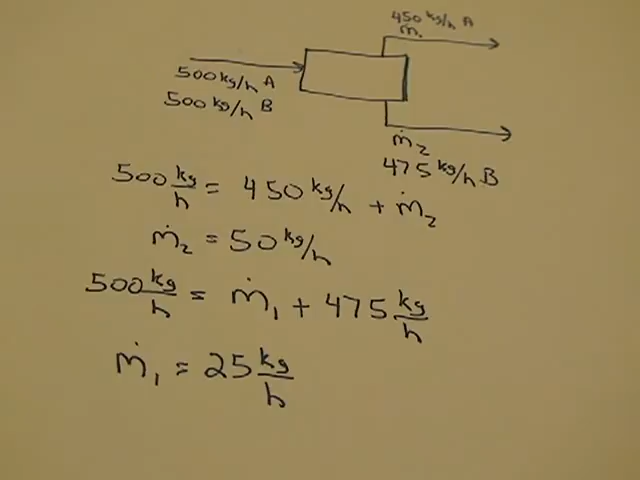 450 kg/h A
ṁ₁
500 kg/h A
500 kg/h B
ṁ₂
475 kg/h B
500 kg/h = 450 kg/h + ṁ₂
ṁ₂ = 50 kg/h
500 kg/h = ṁ₁ + 475 kg/h
ṁ₁ = 25 kg/h